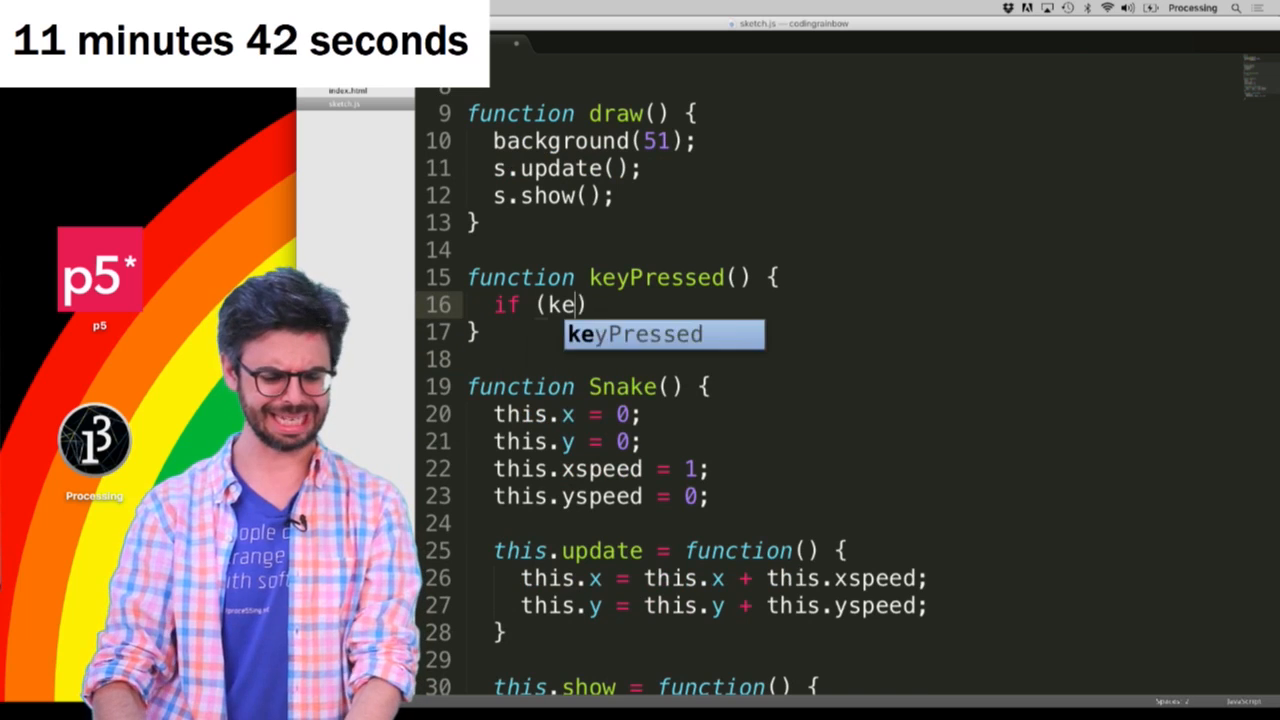 11 minutes 42 seconds
Processing
sketch.js — codingrainbow
index.html
sketch.js
8
9 function draw() {
10 background(51);
11 s.update();
12 s.show();
13 }
14
15 function keyPressed() {
16 if (ke)
keyPressed
17 }
18
19 function Snake() {
20 this.x = 0;
21 this.y = 0;
22 this.xspeed = 1;
23 this.yspeed = 0;
24
25 this.update = function() {
26 this.x = this.x + this.xspeed;
27 this.y = this.y + this.yspeed;
28 }
29
30 this.show = function() {
p5*
p5
Processing
ople
range
ith soft
Spaces: 2
JavaScript